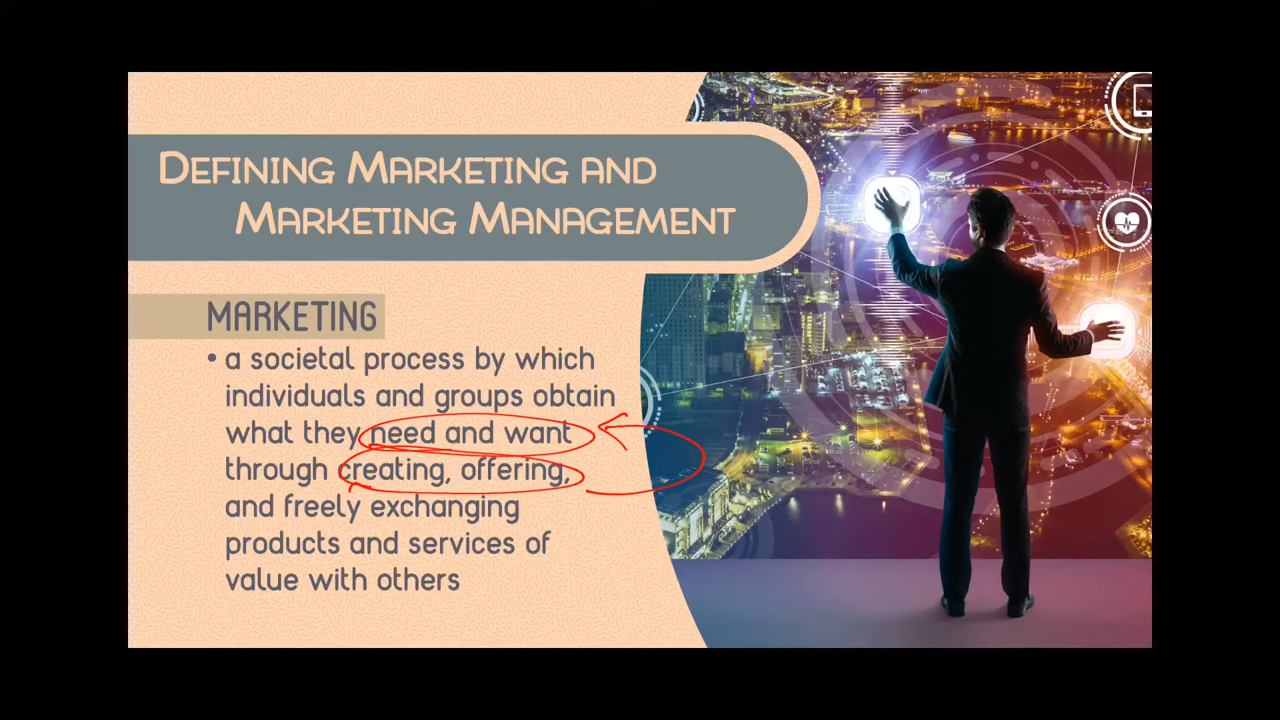 DEFINING MARKETING AND
MARKETING MANAGEMENT
MARKETING
• a societal process by which
individuals and groups obtain
what they need and want
through creating, offering,
and freely exchanging
products and services of
value with others